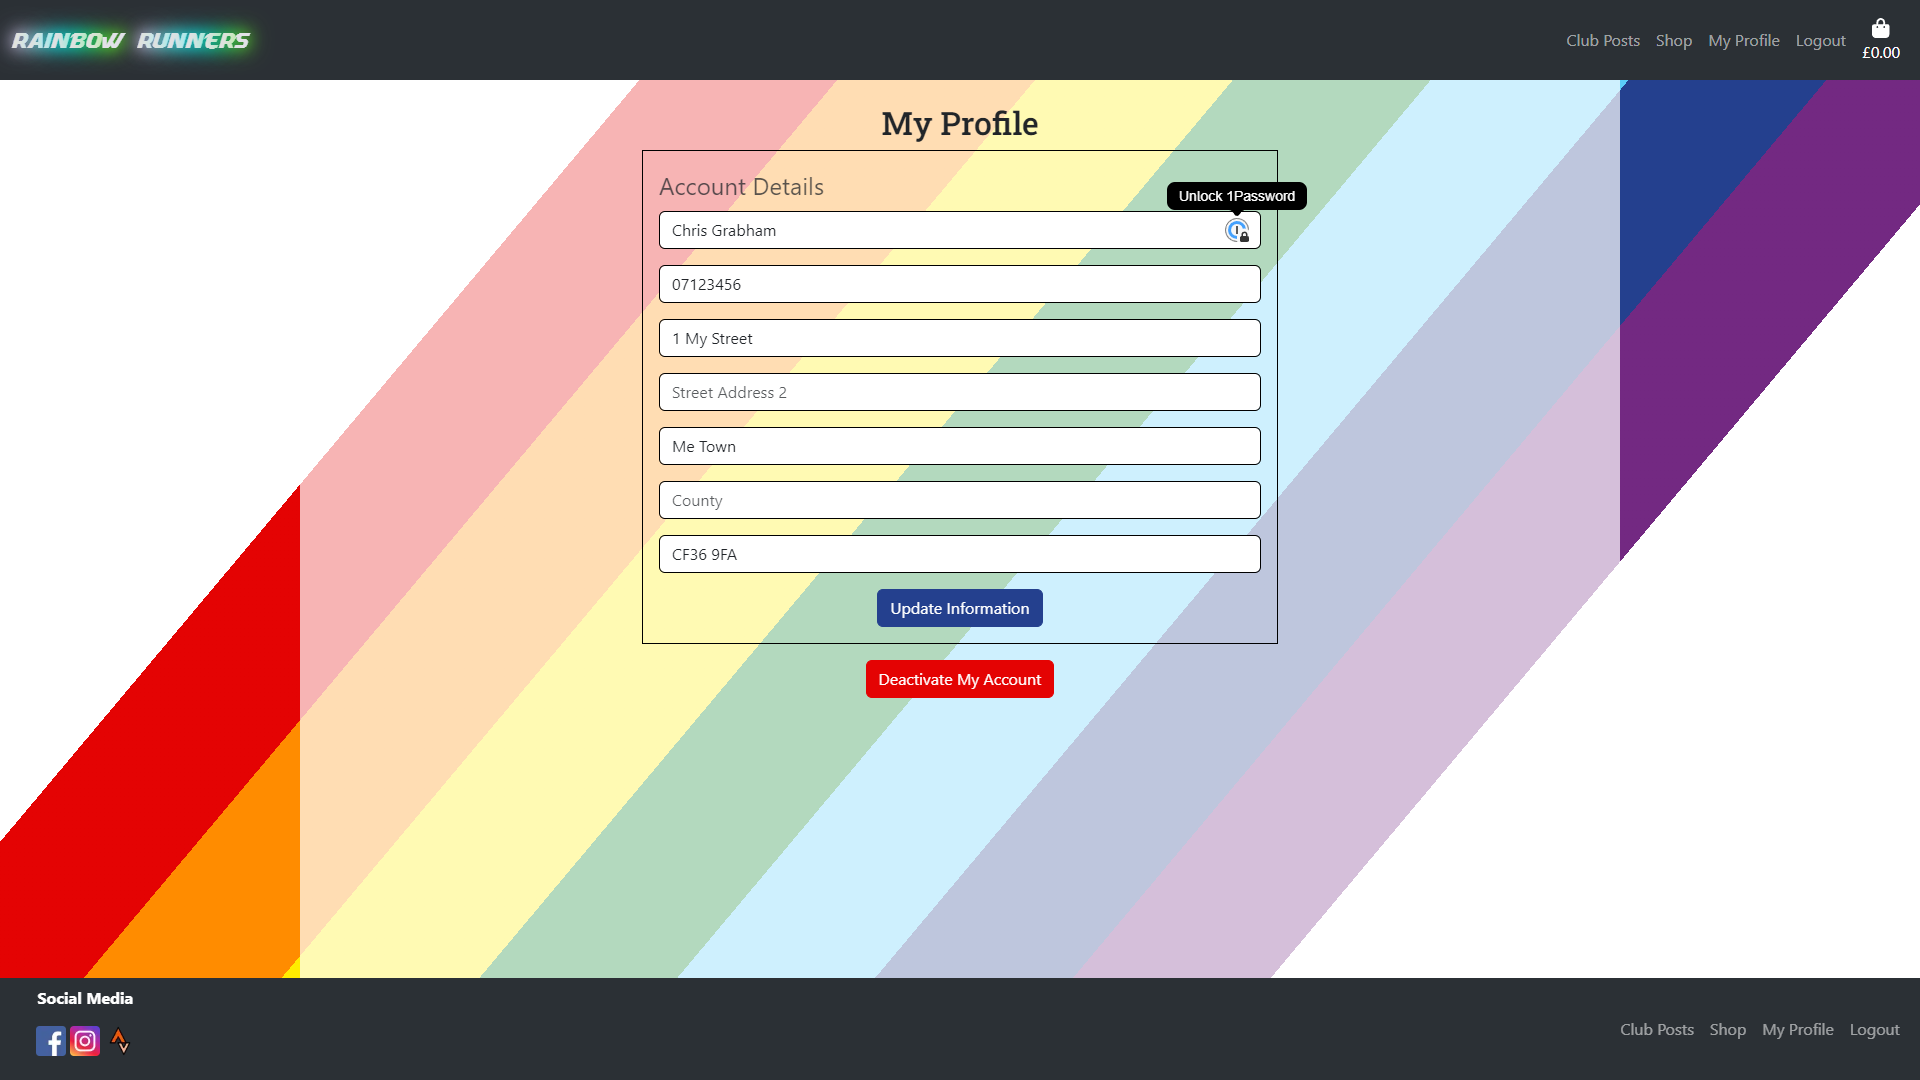 RAINBOW RUNNERS
Club Posts
Shop
My Profile
Logout
£0.00
My Profile
Account Details
Unlock 1Password
Chris Grabham
07123456
1 My Street
Street Address 2
Me Town
County
CF36 9FA
Update Information
Deactivate My Account
Social Media
Club Posts
Shop
My Profile
Logout